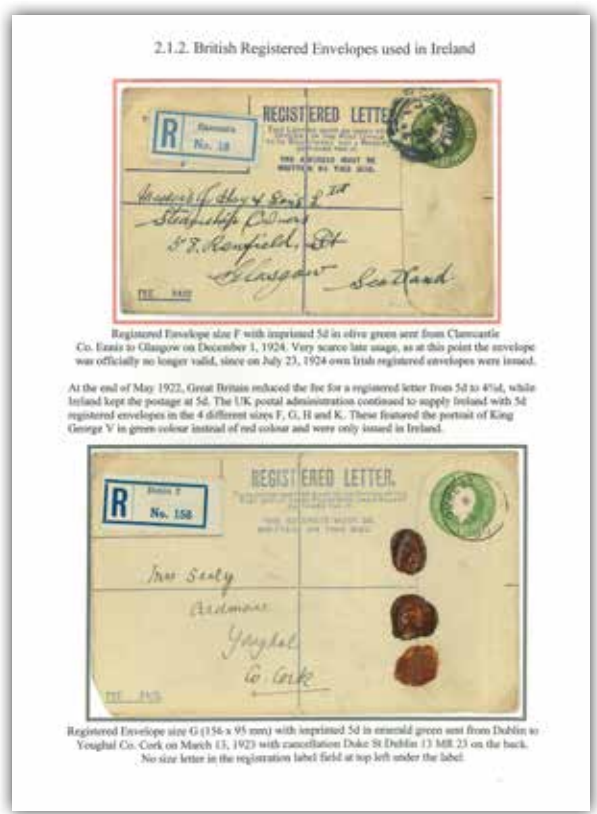 2.1.2. British Registered Envelopes used in Ireland
R
No. 18
REGISTERED LETTER
THE ADDRESS MUST BE
WRITTEN ON THIS SIDE.
Steamship Owners
58. Renfield, St
Glasgow Scotland
FEE PAID
Registered Envelope size F with imprinted 5d in olive green sent from Clarecastle
Co. Ennis to Glasgow on December 1, 1924. Very scarce late usage, as at this point the envelope
was officially no longer valid, since on July 23, 1924 own Irish registered envelopes were issued.
At the end of May 1922, Great Britain reduced the fee for a registered letter from 5d to 4½d, while
Ireland kept the postage at 5d. The UK postal administration continued to supply Ireland with 5d
registered envelopes in the 4 different sizes F, G, H and K. These featured the portrait of King
George V in green colour instead of red colour and were only issued in Ireland.
R
No. 158
REGISTERED LETTER.
THE ADDRESS MUST BE
WRITTEN ON THIS SIDE.
Mrs Sealy
Ardmore
Youghal
Co. Cork
FEE PAID
Registered Envelope size G (156 x 95 mm) with imprinted 5d in emerald green sent from Dublin to
Youghal Co. Cork on March 13, 1923 with cancellation Duke St Dublin 13 MR 23 on the back.
No size letter in the registration label field at top left under the label.